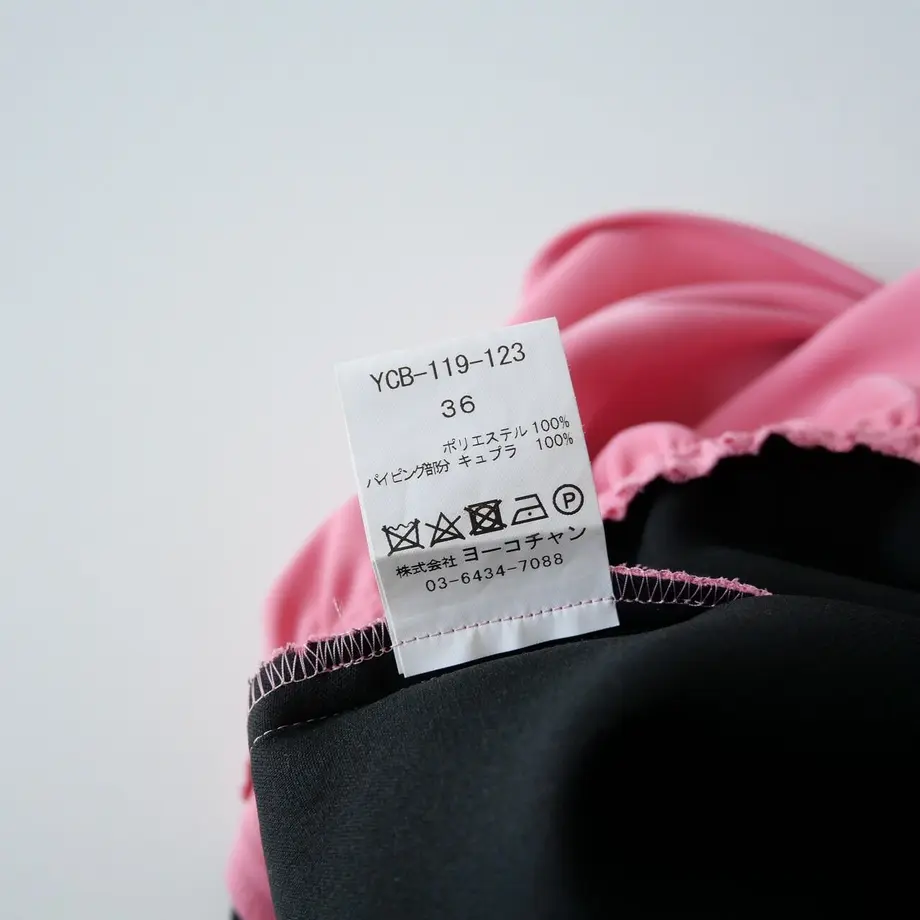 YCB-119-123
36
ポリエステル 100%
パイピング部分 キュプラ 100%
P
株式会社 ヨーコチャン
03-6434-7088